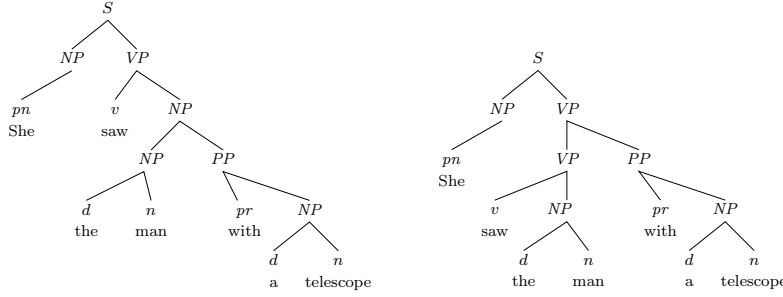 S
NP VP
pn v NP
She saw
NP PP
d n pr NP
the man with
d n
a telescope
S
NP VP
pn VP PP
She
v NP pr NP
saw with
d n d n
the man a telescope